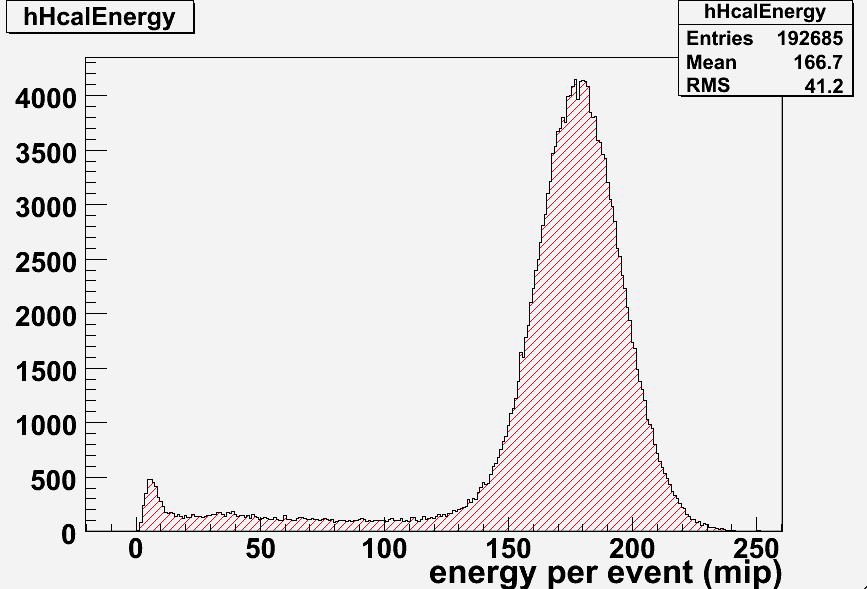 hHcalEnergy
hHcalEnergy
Entries 192685
Mean 166.7
RMS 41.2
4000
3500
3000
2500
2000
1500
1000
500
0
0 50 100 150 200 250
energy per event (mip)